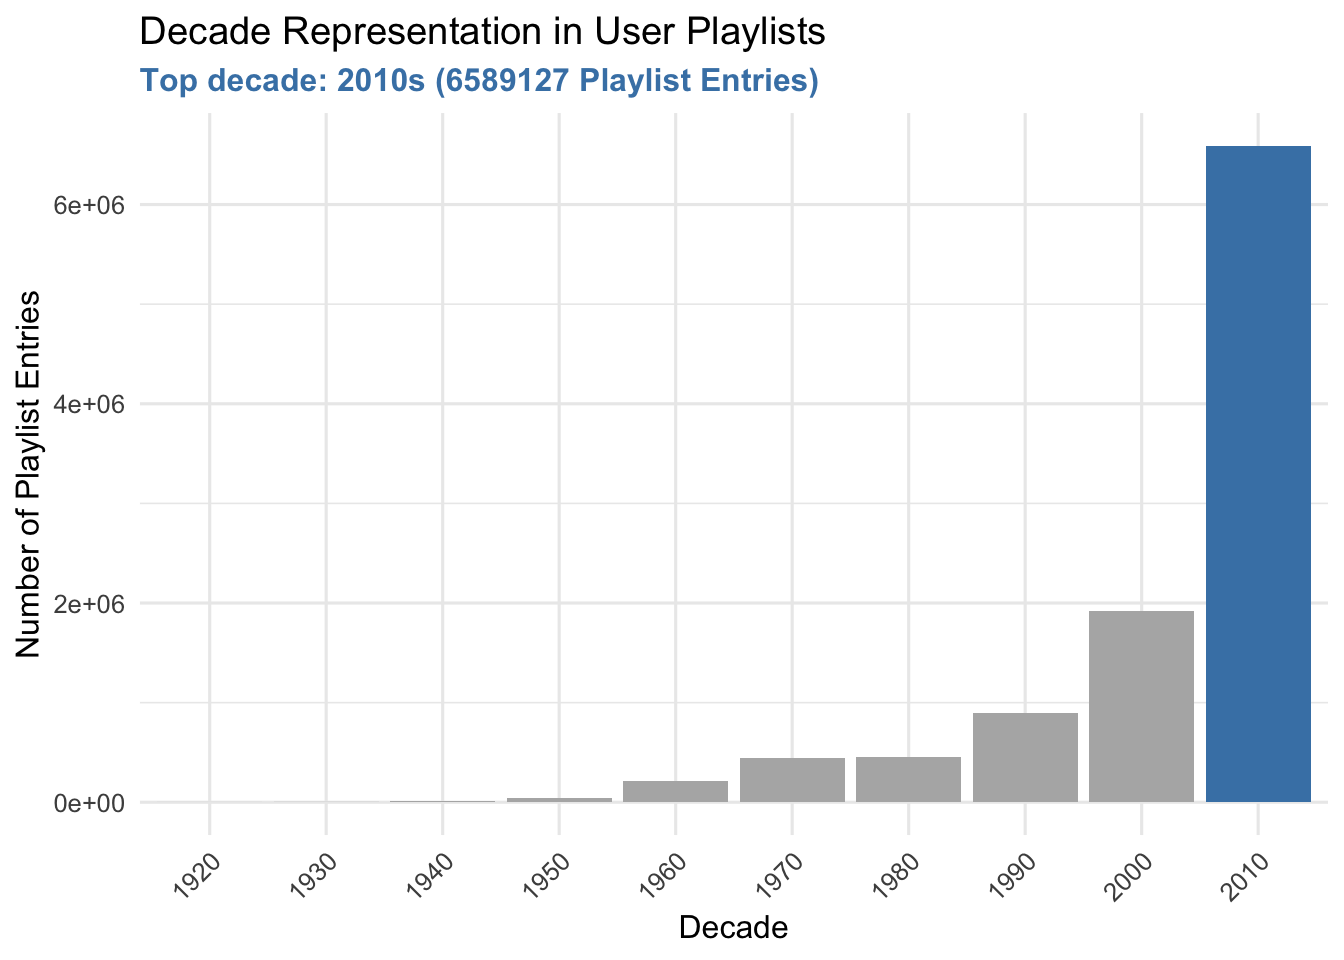 Decade Representation in User Playlists
Top decade: 2010s (6589127 Playlist Entries)
Number of Playlist Entries
6e+06
4e+06
2e+06
0e+00
1920 1930 1940 1950 1960 1970 1980 1990 2000 2010
Decade